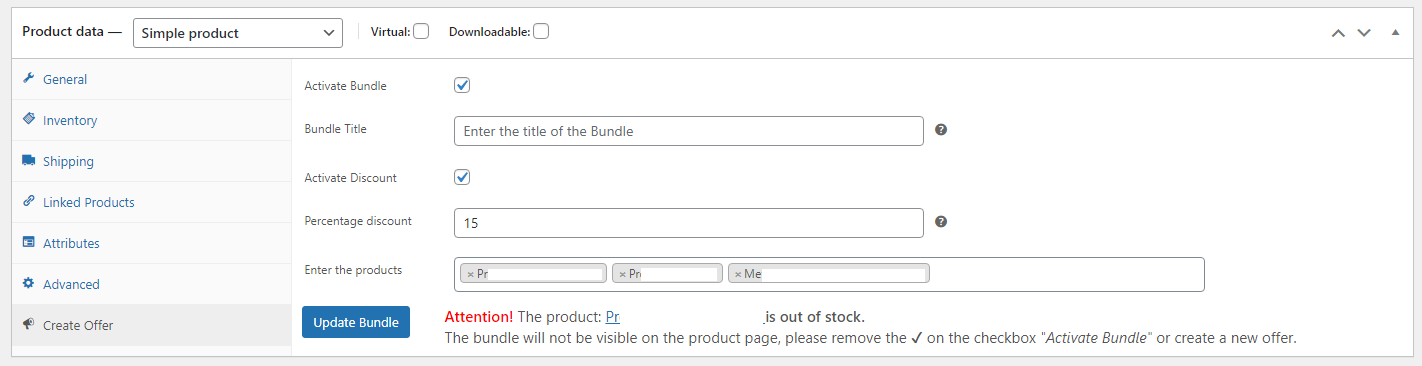 Product data — Simple product Virtual: Downloadable:
General
Inventory
Shipping
Linked Products
Attributes
Advanced
Create Offer
Activate Bundle
Bundle Title Enter the title of the Bundle
Activate Discount
Percentage discount 15
Enter the products × Pr × Pr × Me
Update Bundle
Attention! The product: Pr is out of stock.
The bundle will not be visible on the product page, please remove the ✓ on the checkbox "Activate Bundle" or create a new offer.